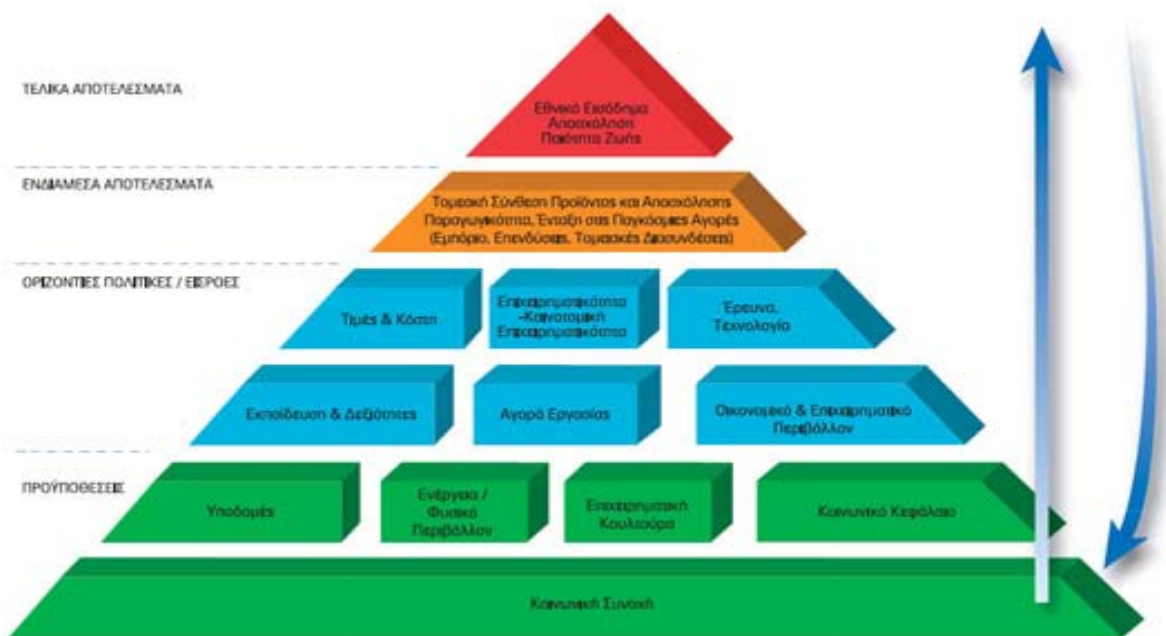 ΤΕΛΙΚΑ ΑΠΟΤΕΛΕΣΜΑΤΑ
Εθνικό Εισόδημα
Απασχόληση
Ποιότητα Ζωής
ΕΝΔΙΑΜΕΣΑ ΑΠΟΤΕΛΕΣΜΑΤΑ
Τομεακή Σύνθεση Προϊόντος και Απασχόλησης
Παραγωγικότητα, Ένταξη στις Παγκόσμιες Αγορές
(Εμπόριο, Επενδύσεις, Τομεακές Διασυνδέσεις)
ΟΡΙΖΟΝΤΙΕΣ ΠΟΛΙΤΙΚΕΣ / ΕΙΣΡΟΕΣ
Τιμές & Κόστη
Επιχειρηματικότητα
-Καινοτομική
Επιχειρηματικότητα
Έρευνα,
Τεχνολογία
Εκπαίδευση & Δεξιότητες
Αγορά Εργασίας
Οικονομικό & Επιχειρηματικό
Περιβάλλον
ΠΡΟΫΠΟΘΕΣΕΙΣ
Υποδομές
Ενέργεια /
Φυσικό
Περιβάλλον
Επιχειρηματική
Κουλτούρα
Κοινωνικό Κεφάλαιο
Κοινωνική Συνοχή